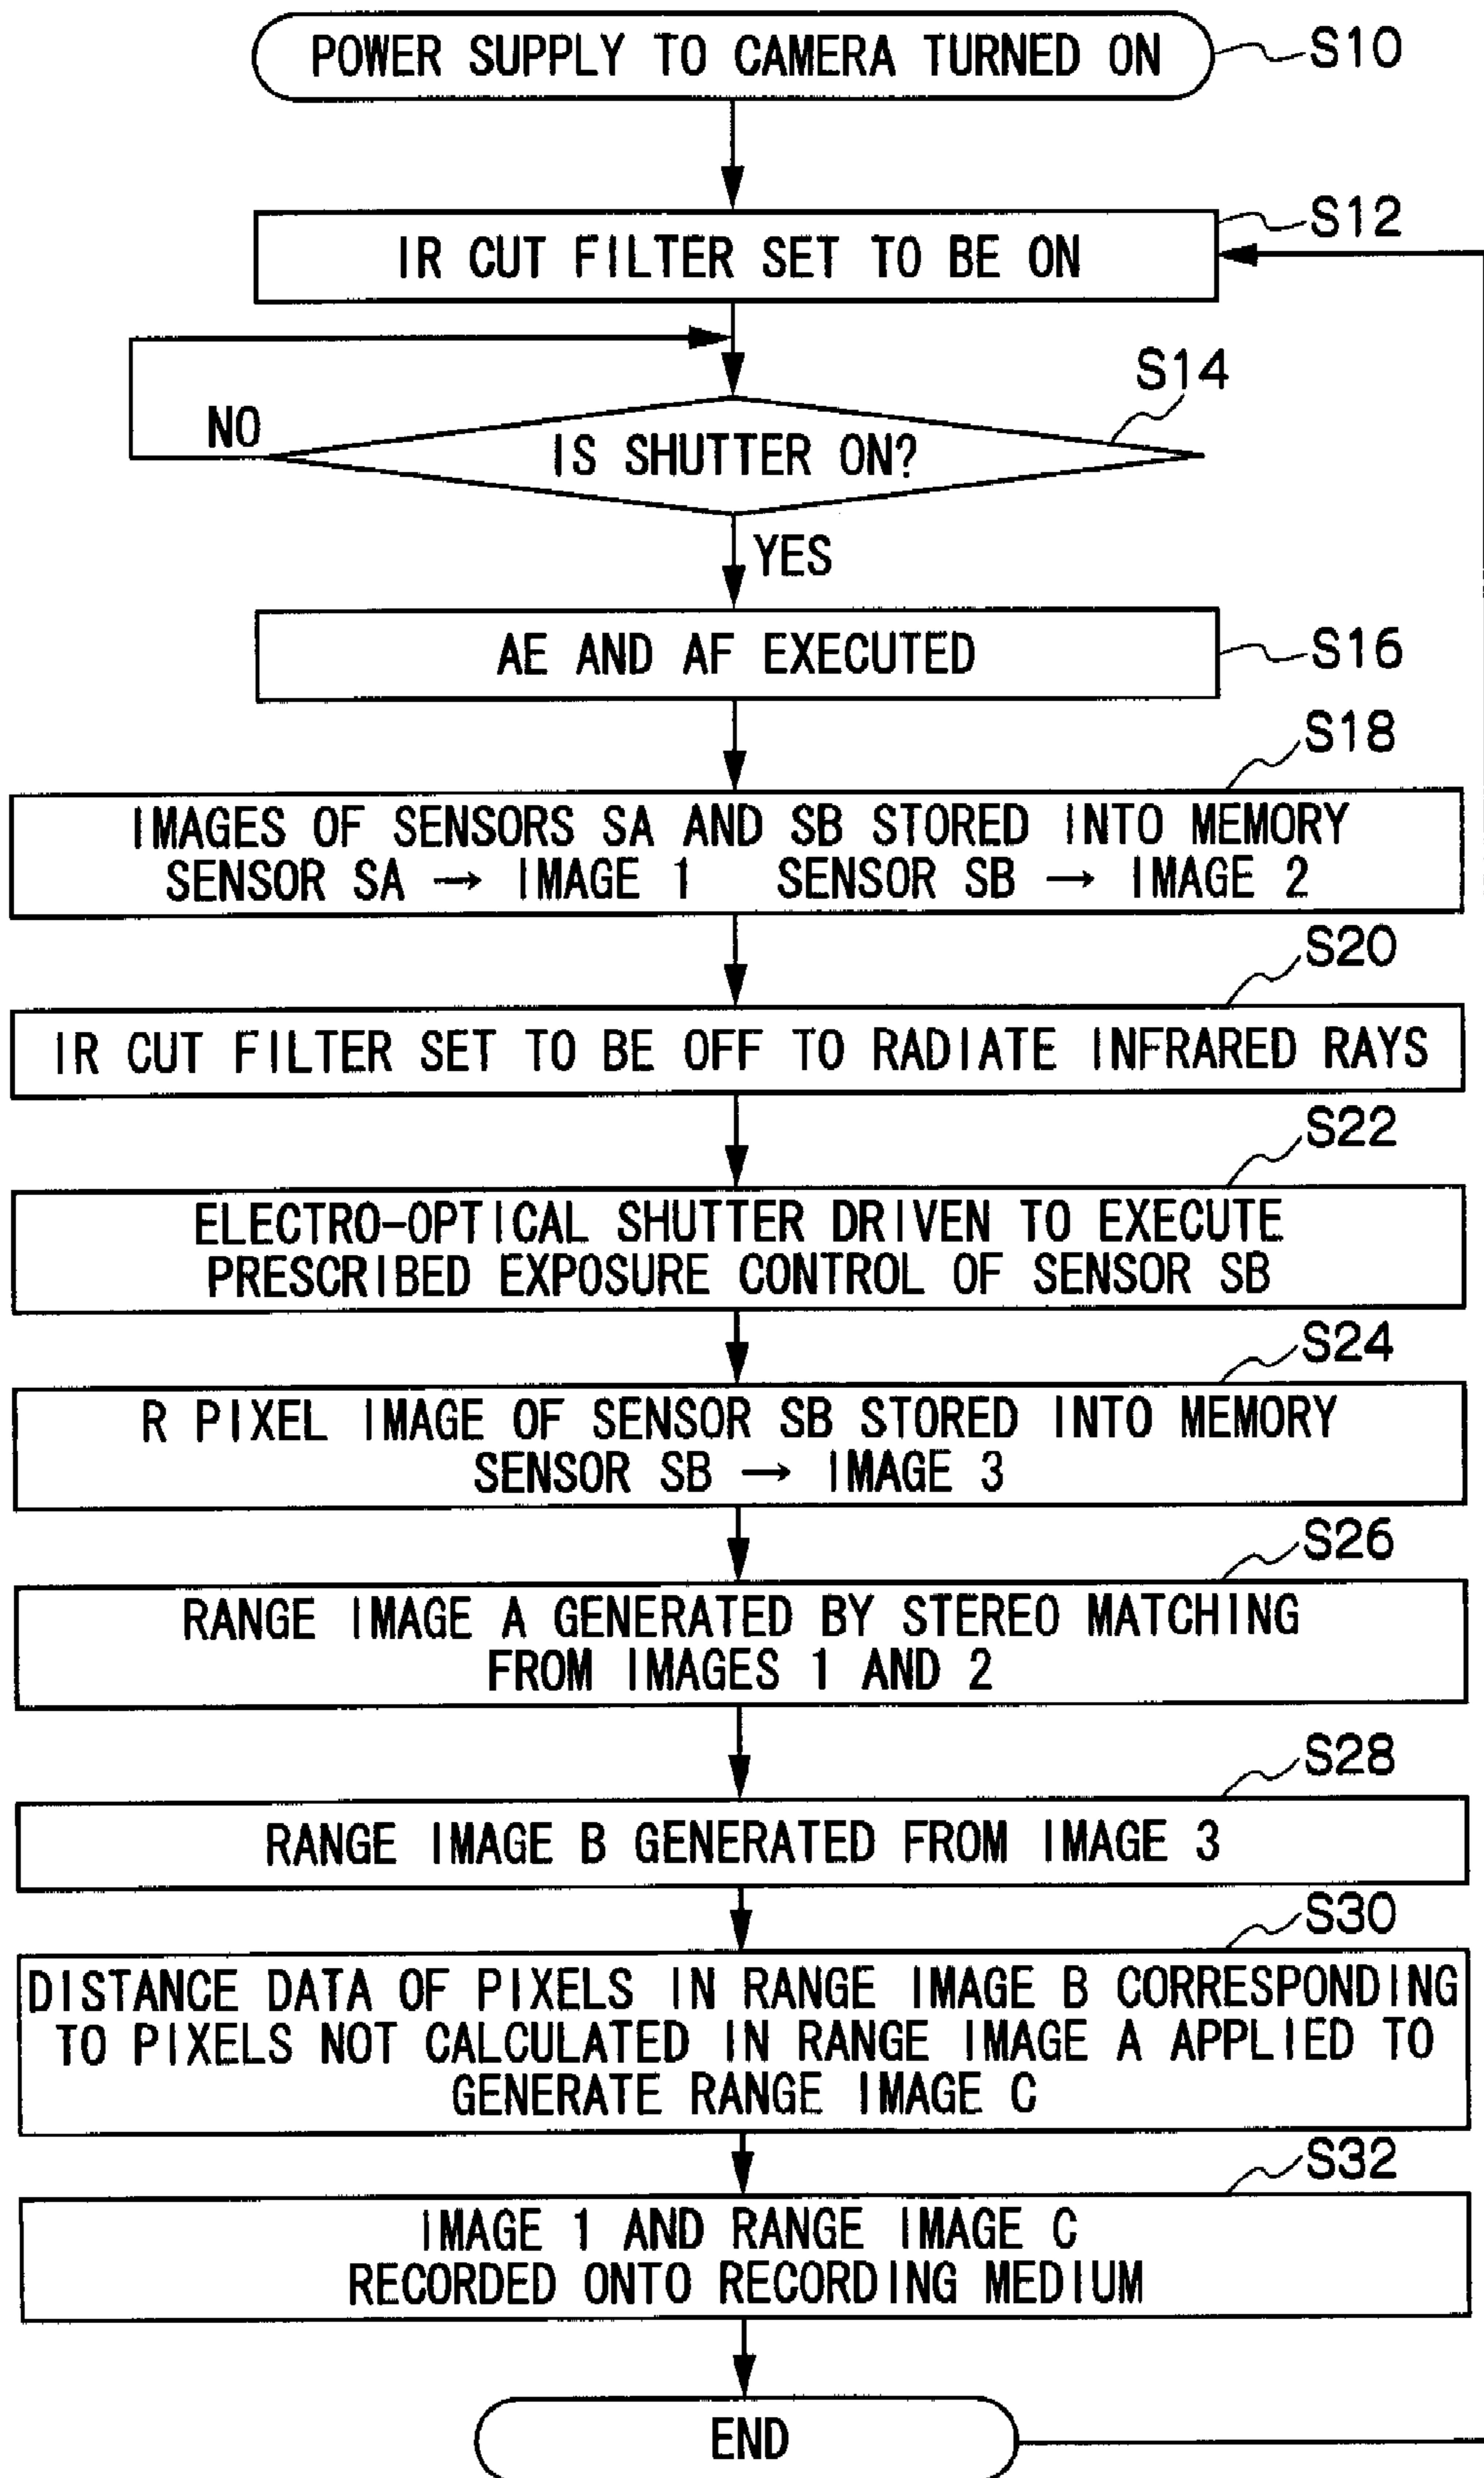 POWER SUPPLY TO CAMERA TURNED ON
S10
IR CUT FILTER SET TO BE ON
S12
S14
NO
IS SHUTTER ON?
YES
AE AND AF EXECUTED
S16
S18
IMAGES OF SENSORS SA AND SB STORED INTO MEMORY
SENSOR SA → IMAGE 1 SENSOR SB → IMAGE 2
S20
IR CUT FILTER SET TO BE OFF TO RADIATE INFRARED RAYS
S22
ELECTRO-OPTICAL SHUTTER DRIVEN TO EXECUTE
PRESCRIBED EXPOSURE CONTROL OF SENSOR SB
S24
R PIXEL IMAGE OF SENSOR SB STORED INTO MEMORY
SENSOR SB → IMAGE 3
S26
RANGE IMAGE A GENERATED BY STEREO MATCHING
FROM IMAGES 1 AND 2
S28
RANGE IMAGE B GENERATED FROM IMAGE 3
S30
DISTANCE DATA OF PIXELS IN RANGE IMAGE B CORRESPONDING
TO PIXELS NOT CALCULATED IN RANGE IMAGE A APPLIED TO
GENERATE RANGE IMAGE C
S32
IMAGE 1 AND RANGE IMAGE C
RECORDED ONTO RECORDING MEDIUM
END